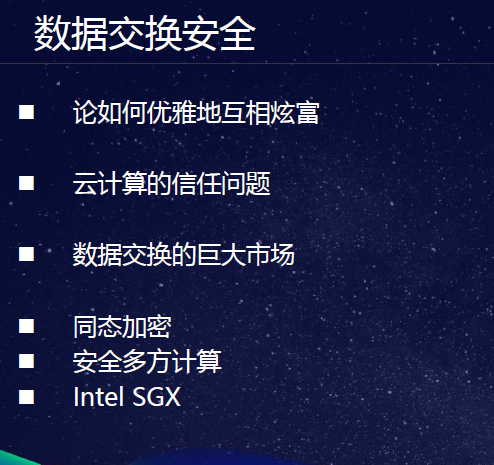 数据交换安全
论如何优雅地互相炫富
云计算的信任问题
数据交换的巨大市场
同态加密
安全多方计算
Intel SGX